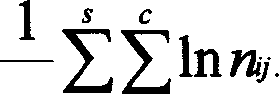 1/ ∑^s ∑^c ln n_ij.